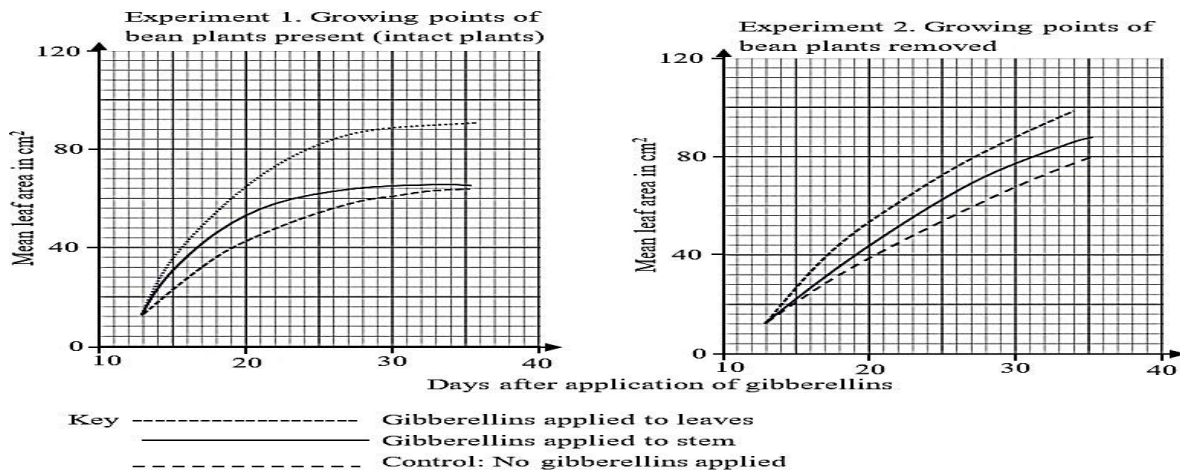 Experiment 1. Growing points of
bean plants present (intact plants)
120
80
40
0
10
20
30
40
Mean leaf area in cm²
Experiment 2. Growing points of
bean plants removed
120
80
40
0
10
20
30
40
Mean leaf area in cm²
Days after application of gibberellins
Key
Gibberellins applied to leaves
Gibberellins applied to stem
Control: No gibberellins applied